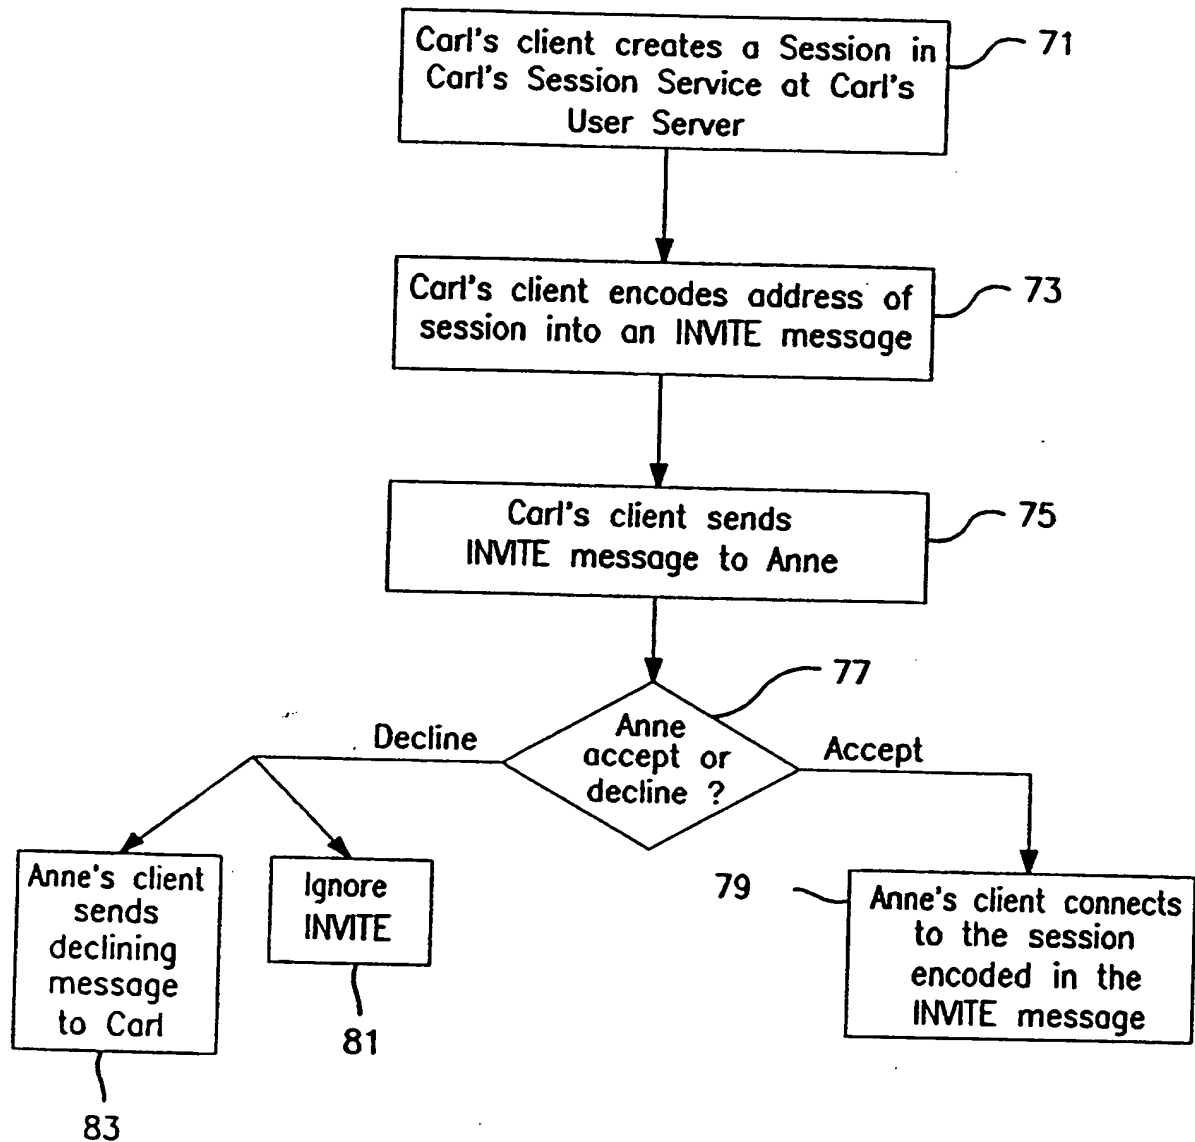 Carl's client creates a Session in
Carl's Session Service at Carl's
User Server
71
Carl's client encodes address of
session into an INVITE message
73
Carl's client sends
INVITE message to Anne
75
77
Anne
accept or
decline ?
Decline
Accept
Anne's client
sends
declining
message
to Carl
83
Ignore
INVITE
81
79
Anne's client connects
to the session
encoded in the
INVITE message